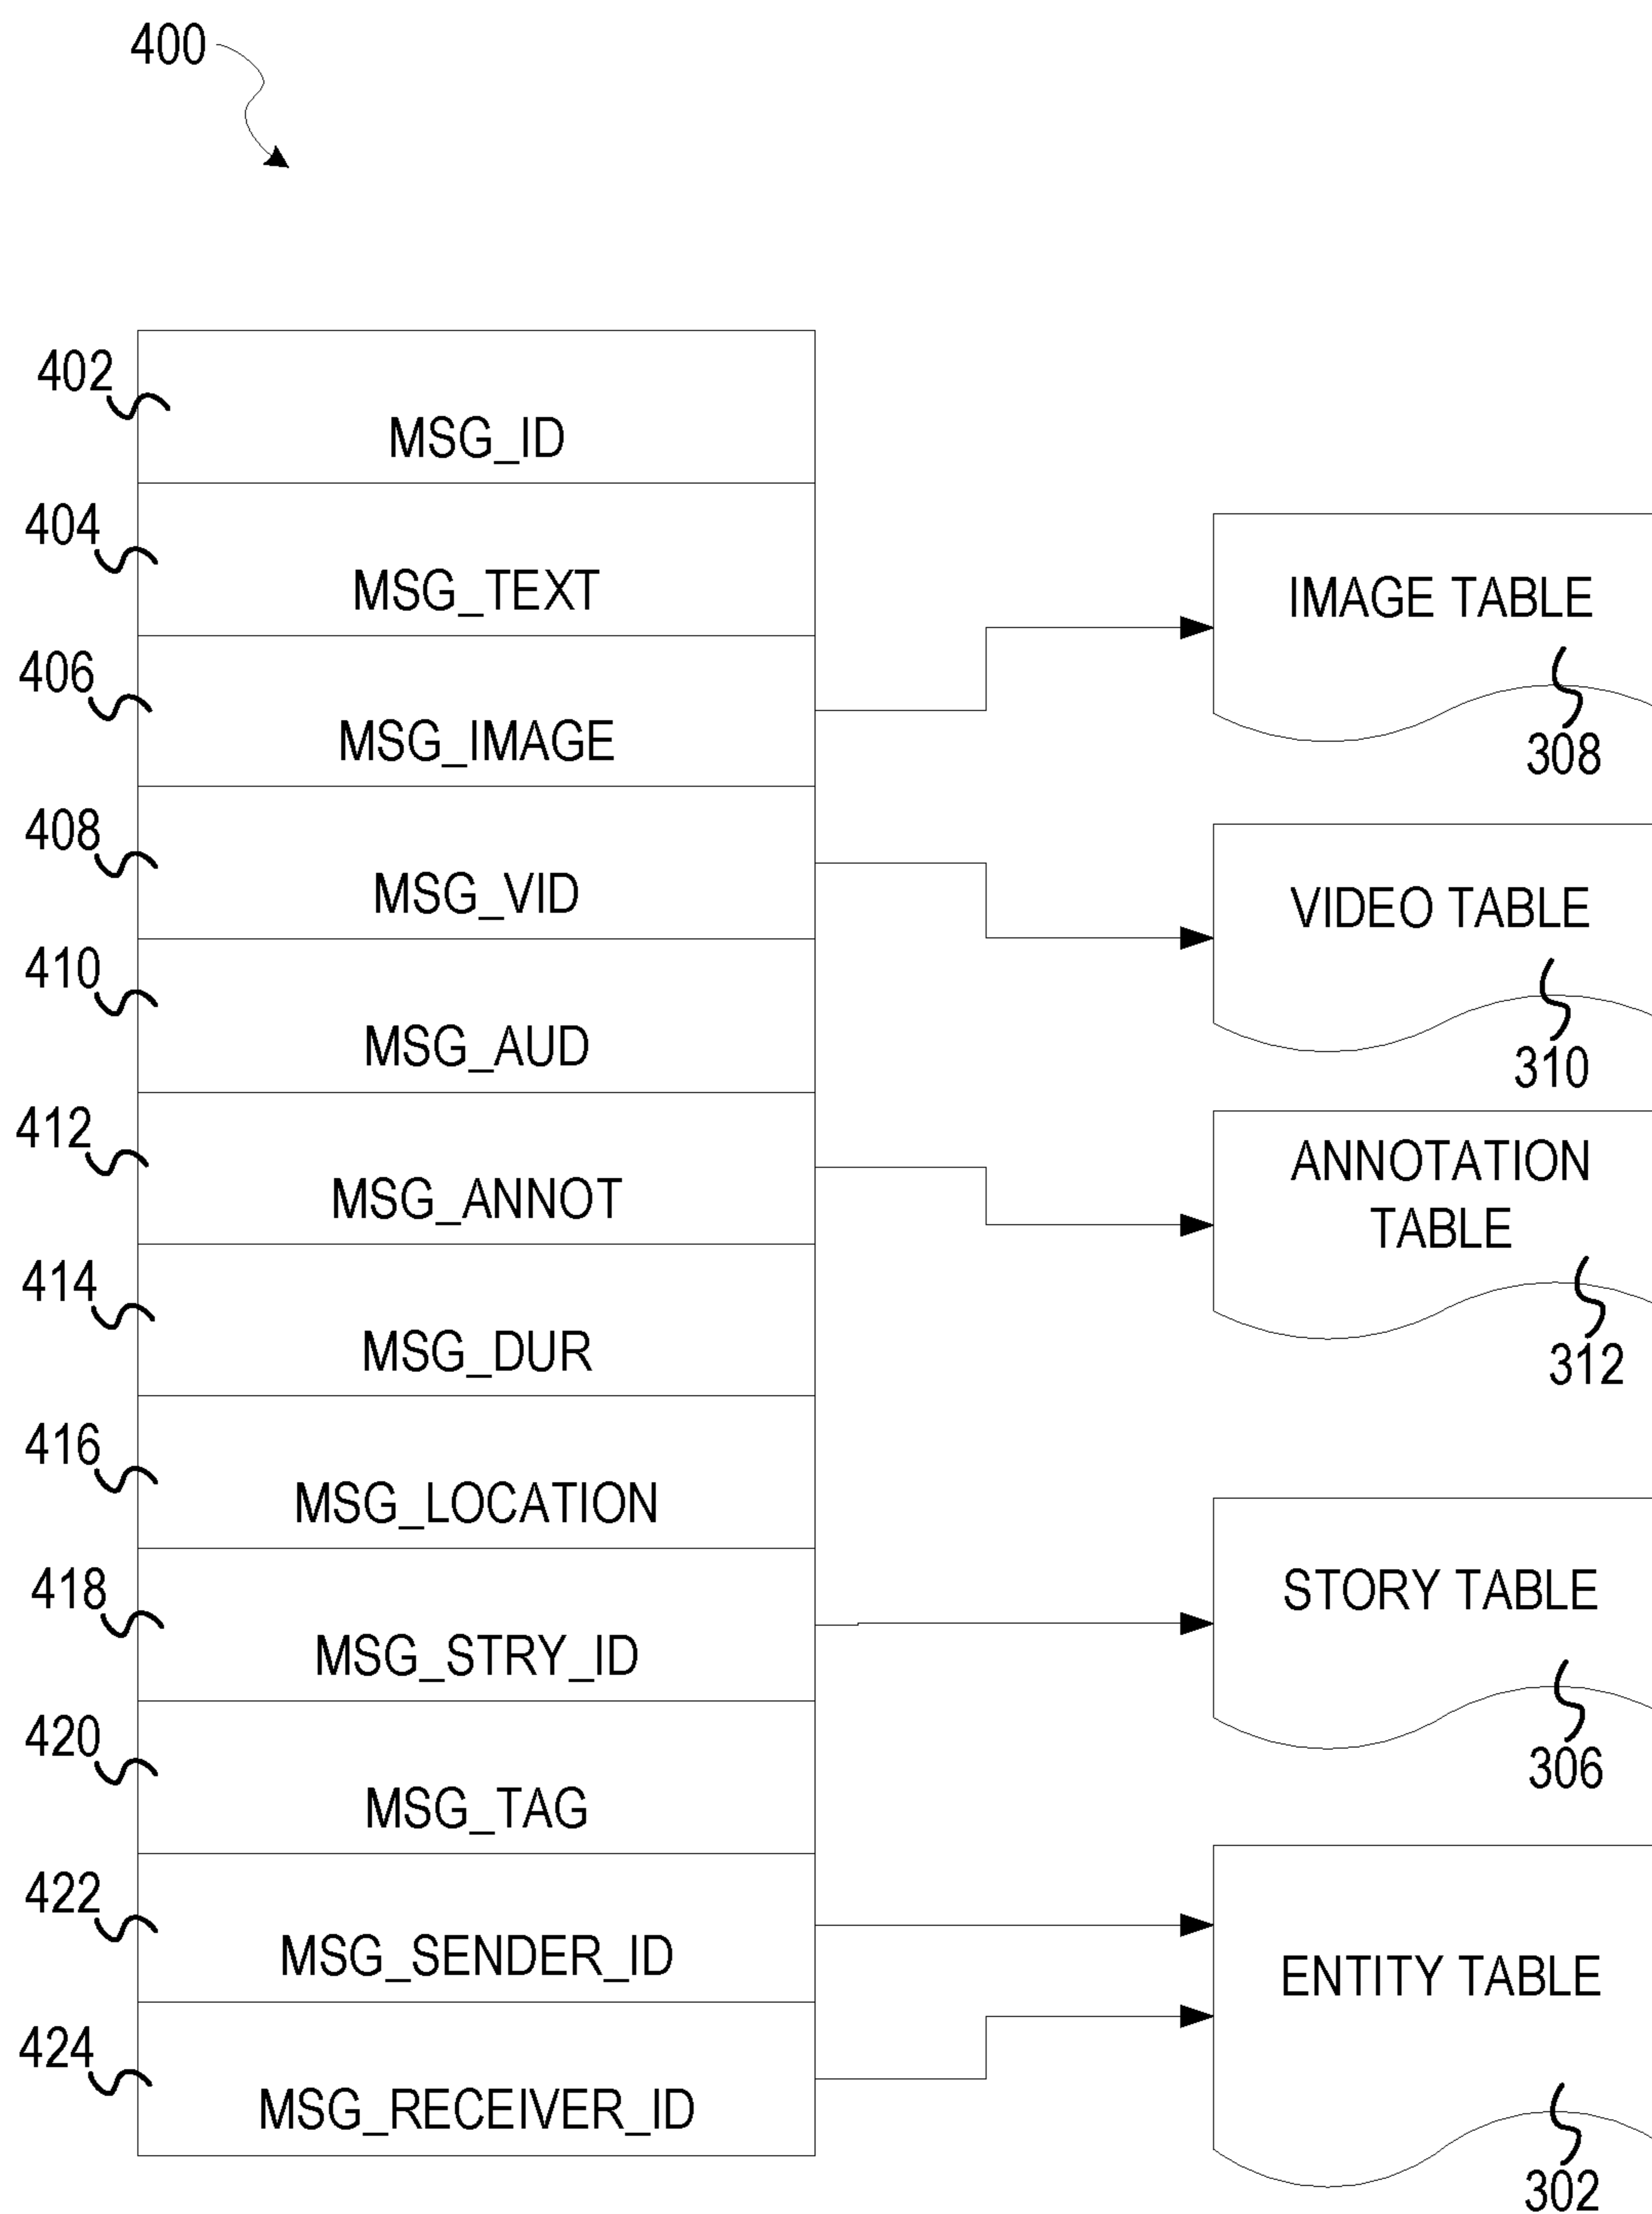 400
402
MSG_ID
404
MSG_TEXT
406
MSG_IMAGE
408
MSG_VID
410
MSG_AUD
412
MSG_ANNOT
414
MSG_DUR
416
MSG_LOCATION
418
MSG_STRY_ID
420
MSG_TAG
422
MSG_SENDER_ID
424
MSG_RECEIVER_ID
IMAGE TABLE
308
VIDEO TABLE
310
ANNOTATION
TABLE
312
STORY TABLE
306
ENTITY TABLE
302